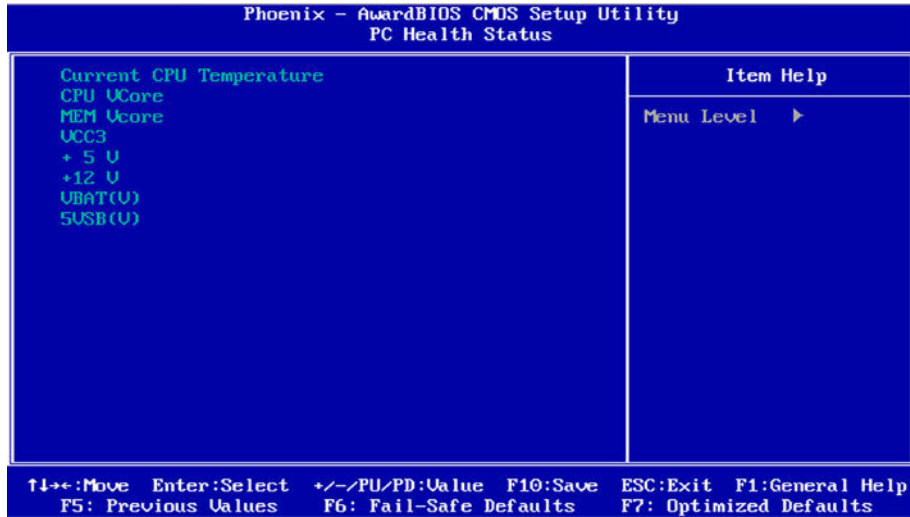 Phoenix - AwardBIOS CMOS Setup Utility
PC Health Status
Current CPU Temperature
CPU VCore
MEM Vcore
VCC3
+ 5 V
+12 V
VBAT(V)
5VSB(V)
Item Help
Menu Level ▶
↑↓→←:Move Enter:Select +/-/PU/PD:Value F10:Save ESC:Exit F1:General Help
F5: Previous Values F6: Fail-Safe Defaults F7: Optimized Defaults